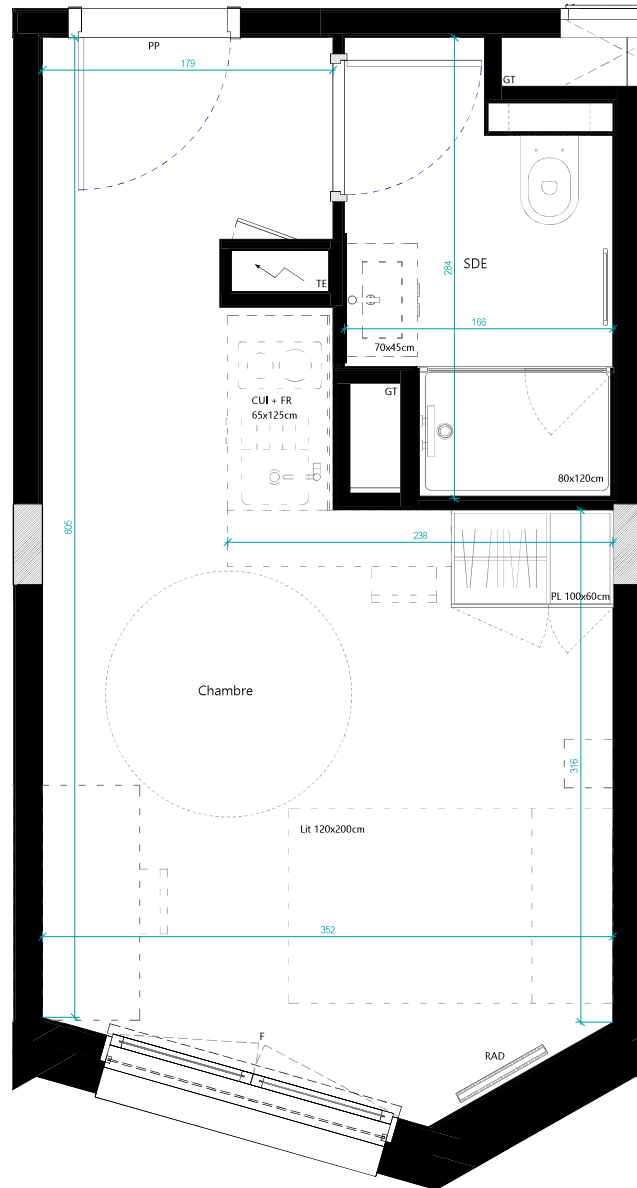 PP
179
GT
SDE
284
TE
166
70x45cm
CUI + FR
65x125cm
GT
80x120cm
605
238
PL 100x60cm
Chambre
316
Lit 120x200cm
352
F
RAD